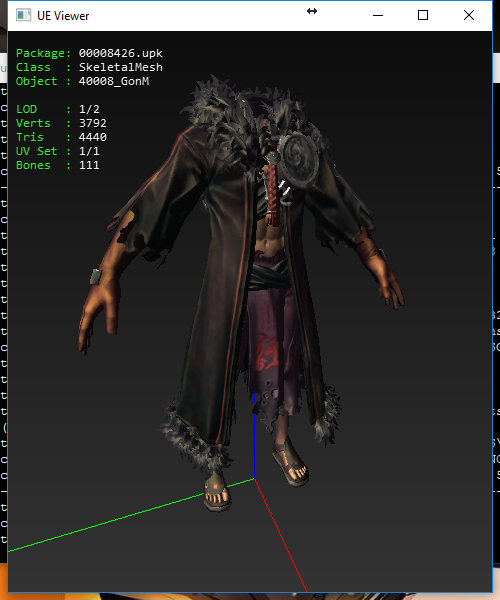 UE Viewer
Package: 00008426.upk
Class  : SkeletalMesh
Object : 40008_GonM
LOD    : 1/2
Verts  : 3792
Tris   : 4440
UV Set : 1/1
Bones  : 111